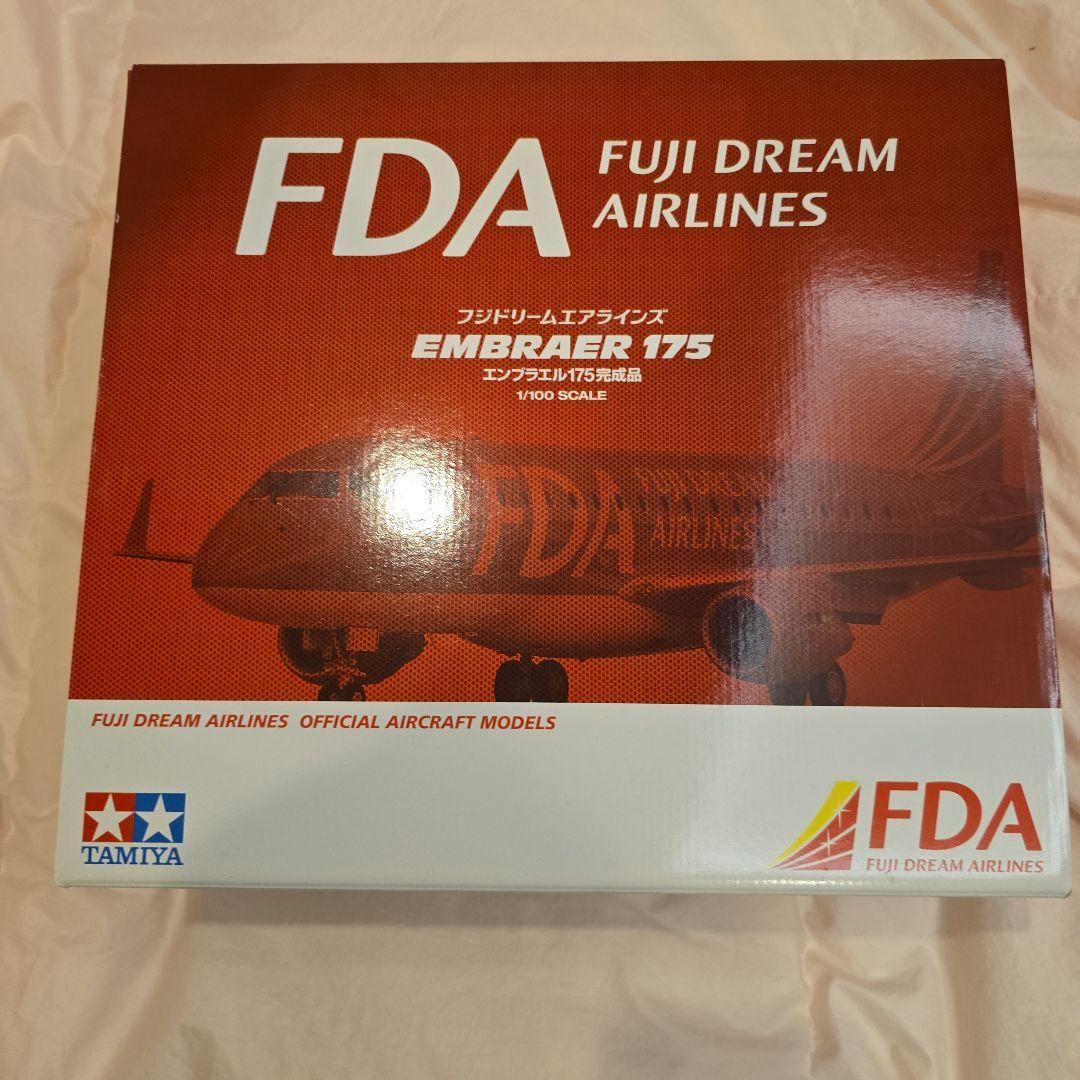 FDA
FUJI DREAM
AIRLINES
フジドリームエアラインズ
EMBRAER 175
エンブラエル175完成品
1/100 SCALE
FDA
FUJI DREAM
AIRLINES
FUJI DREAM AIRLINES OFFICIAL AIRCRAFT MODELS
TAMIYA
FDA
FUJI DREAM AIRLINES